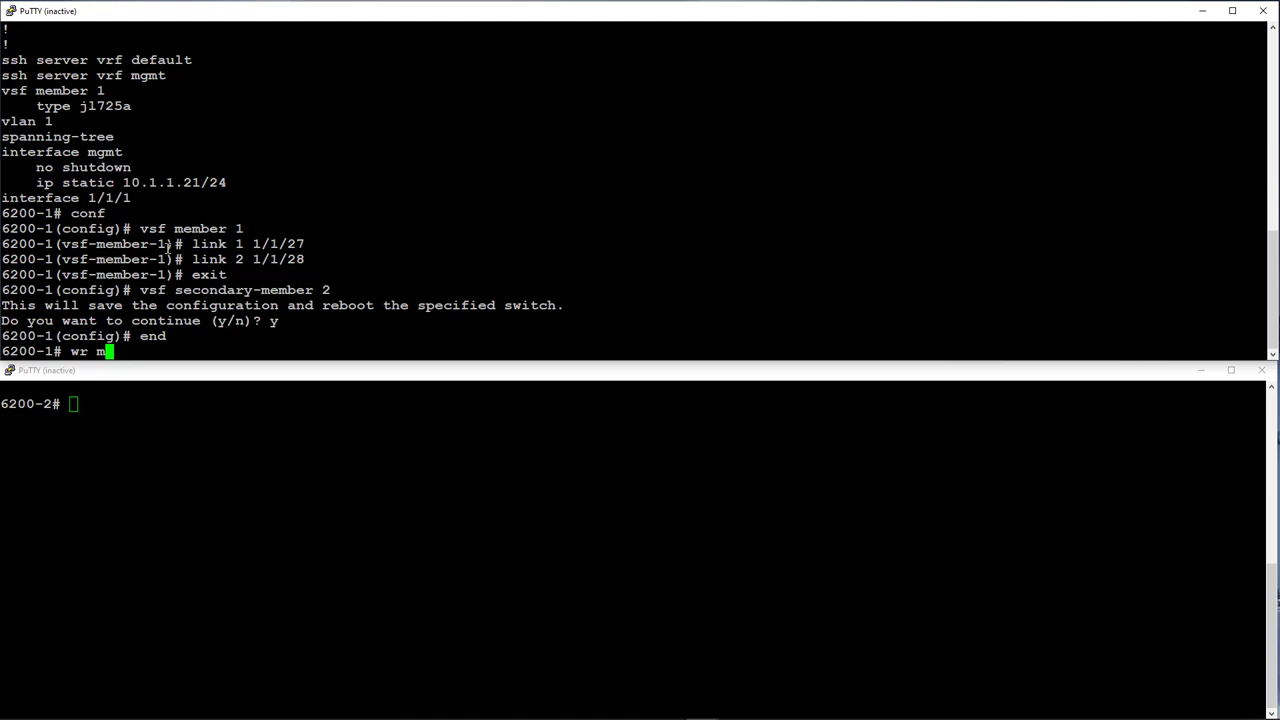 PuTTY (inactive)
!
!
ssh server vrf default
ssh server vrf mgmt
vsf member 1
    type jl725a
vlan 1
spanning-tree
interface mgmt
    no shutdown
    ip static 10.1.1.21/24
interface 1/1/1
6200-1# conf
6200-1(config)# vsf member 1
6200-1(vsf-member-1)# link 1 1/1/27
6200-1(vsf-member-1)# link 2 1/1/28
6200-1(vsf-member-1)# exit
6200-1(config)# vsf secondary-member 2
This will save the configuration and reboot the specified switch.
Do you want to continue (y/n)? y
6200-1(config)# end
6200-1# wr m
PuTTY (inactive)
6200-2#